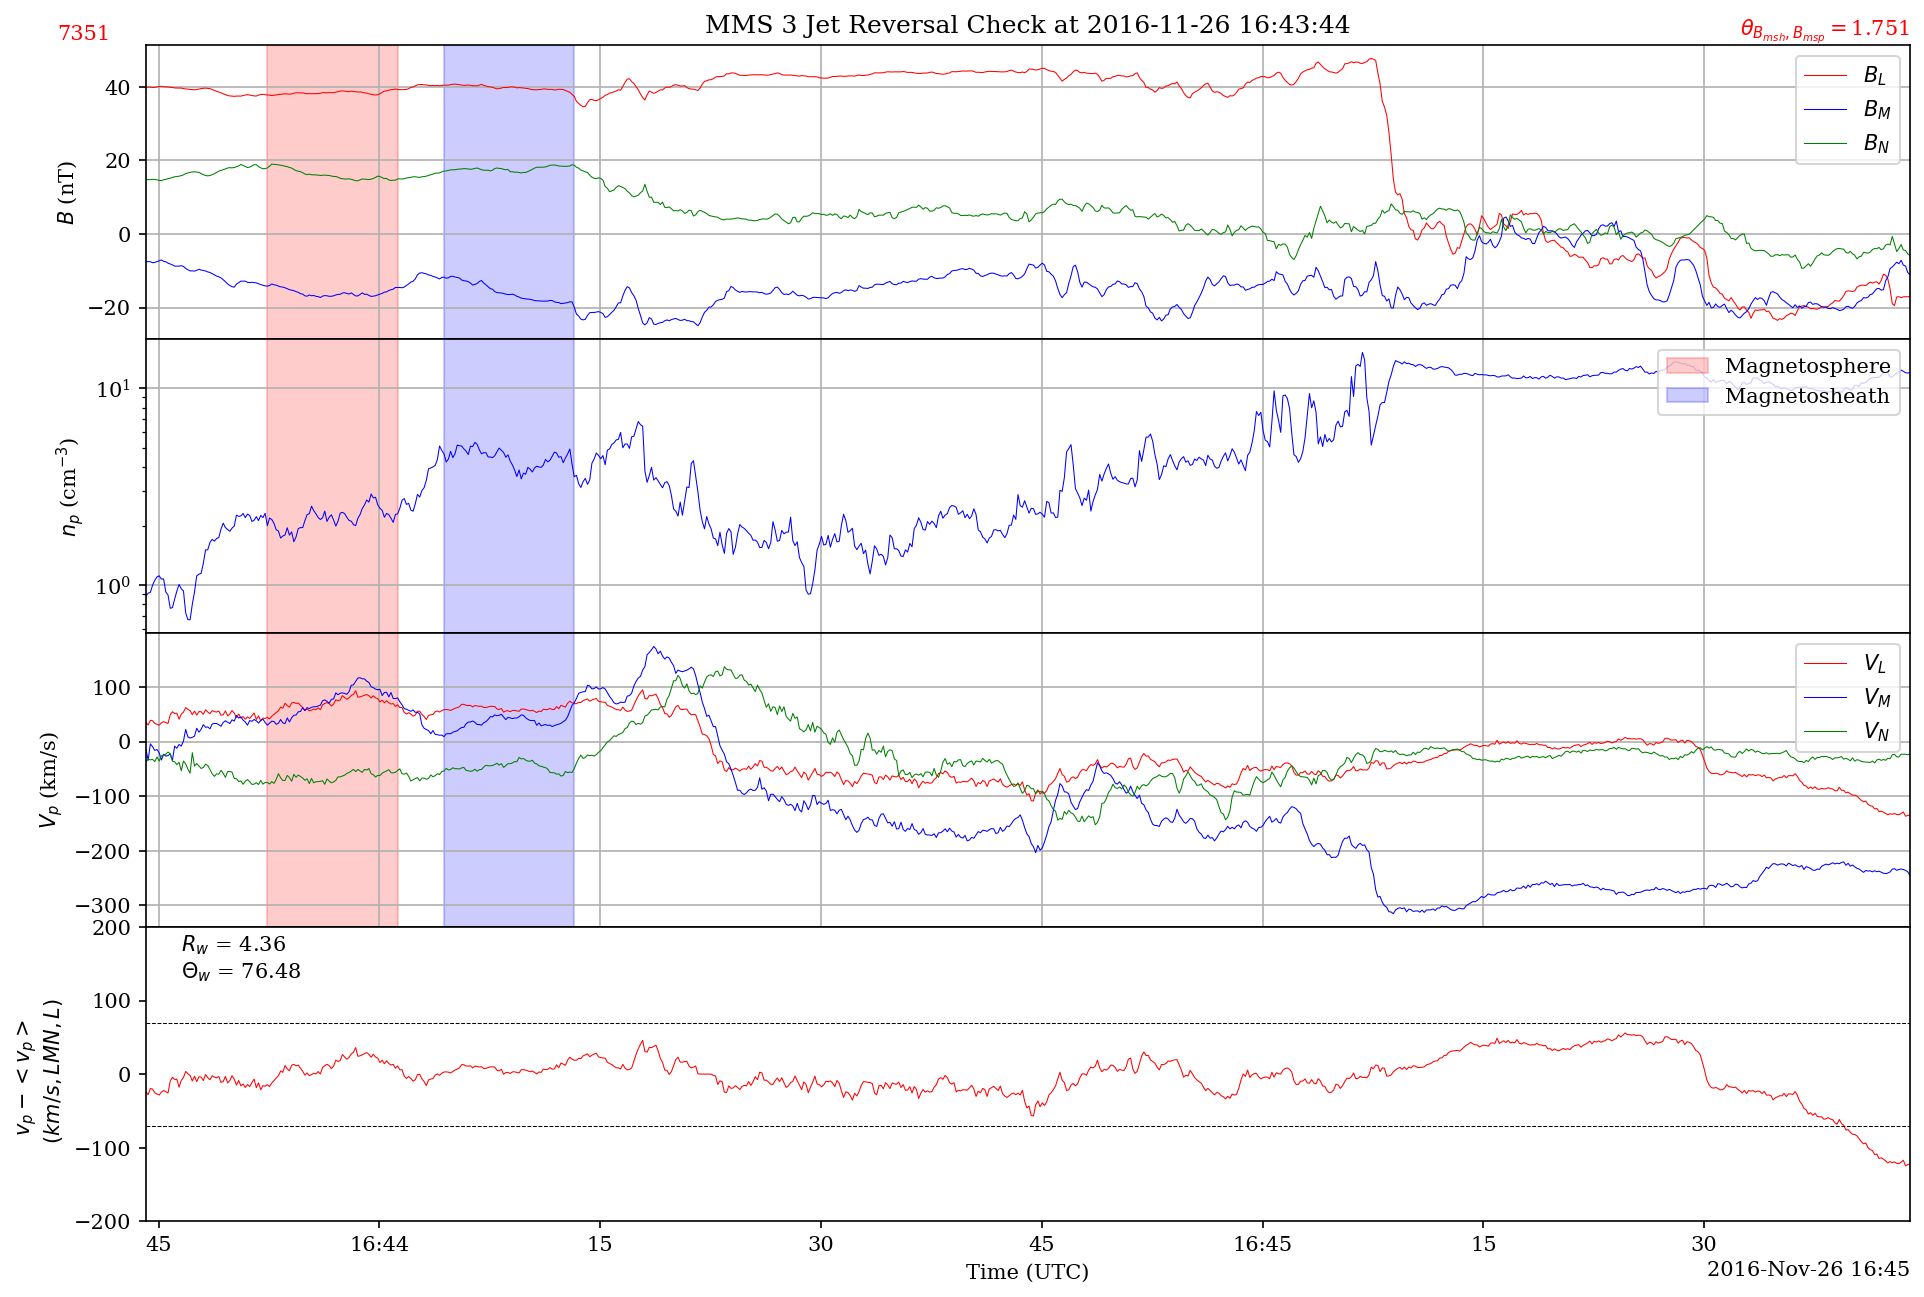 7351
MMS 3 Jet Reversal Check at 2016-11-26 16:43:44
θ_{B_{msh}, B_{msp}} = 1.751
B (nT)
40
20
0
−20
B_L
B_M
B_N
n_p (cm^{−3})
10^1
10^0
Magnetosphere
Magnetosheath
V_p (km/s)
100
0
−100
−200
−300
V_L
V_M
V_N
v_p − < v_p >
(km/s, LMN, L)
200
100
0
−100
−200
R_w = 4.36
Θ_w = 76.48
45
16:44
15
30
45
16:45
15
30
Time (UTC)
2016-Nov-26 16:45